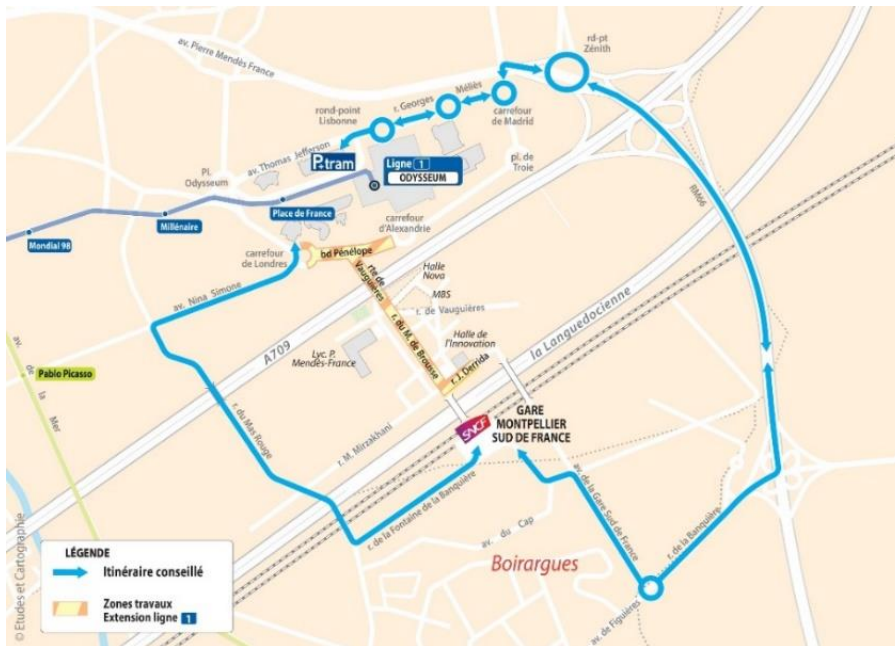 av. Pierre Mendès France
rd-pt
Zénith
r. Georges
Méliès
rond-point
Lisbonne
carrefour
de Madrid
av. Thomas Jefferson
P+tram
Ligne 1
ODYSSEUM
pl. de
Troie
Pl.
Odysseum
RM66
Place de France
Millénaire
Mondial 98
carrefour
d'Alexandrie
carrefour
de Londres
bd Pénélope
rte de
Vauguières
Halle
Nova
MBS
r. de Vauguières
av. Nina Simone
la Languedocienne
A709
r. du M. de Brousse
Halle de
l'Innovation
Lyc. P.
Mendès-France
r. J. Derrida
Pablo Picasso
av. de la Mer
r. du Mas Rouge
r. M. Mirzakhani
SNCF
GARE
MONTPELLIER
SUD DE FRANCE
av. de la Gare Sud de France
r. de la Fontaine de la Banquière
av. du Cap
r. de la Banquière
Boirargues
av. de Figuières
LÉGENDE
Itinéraire conseillé
Zones travaux
Extension ligne 1
© Etudes et Cartographie